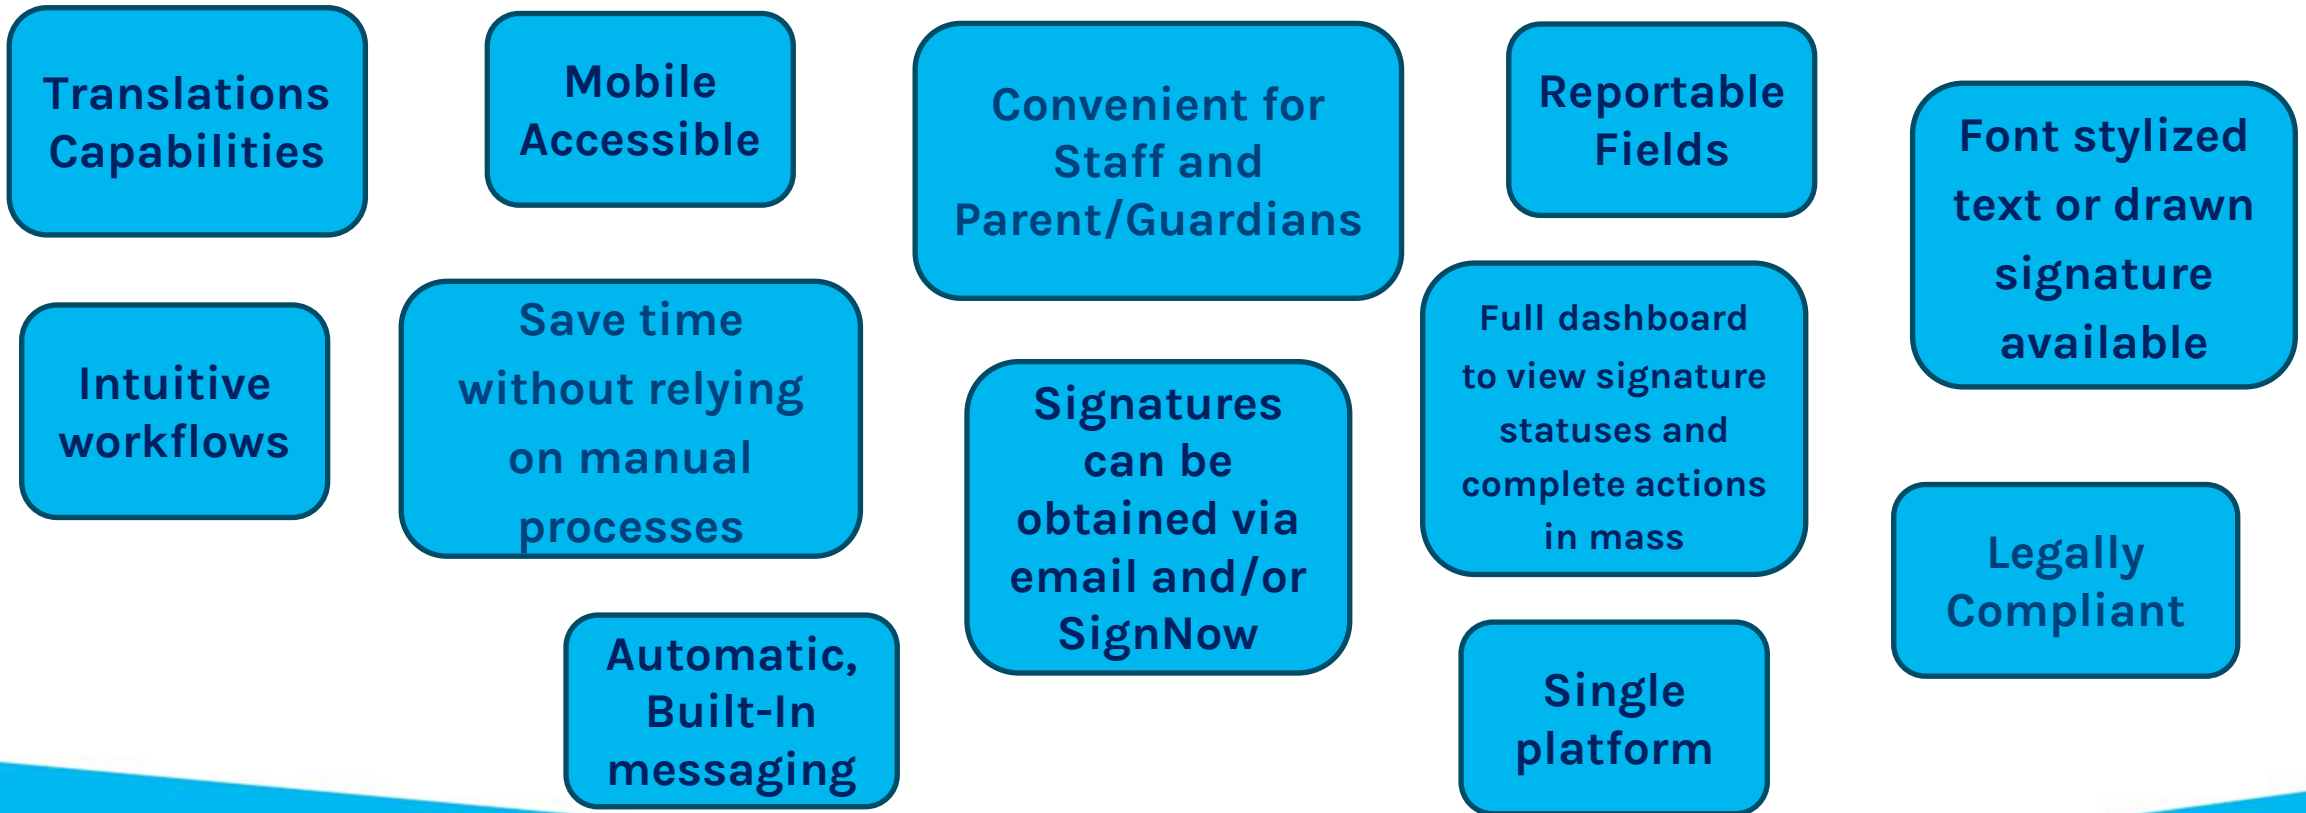 Translations
Capabilities
Mobile
Accessible
Convenient for
Staff and
Parent/Guardians
Reportable
Fields
Font stylized
text or drawn
signature
available
Intuitive
workflows
Save time
without relying
on manual
processes
Signatures
can be
obtained via
email and/or
SignNow
Full dashboard
to view signature
statuses and
complete actions
in mass
Legally
Compliant
Automatic,
Built-In
messaging
Single
platform